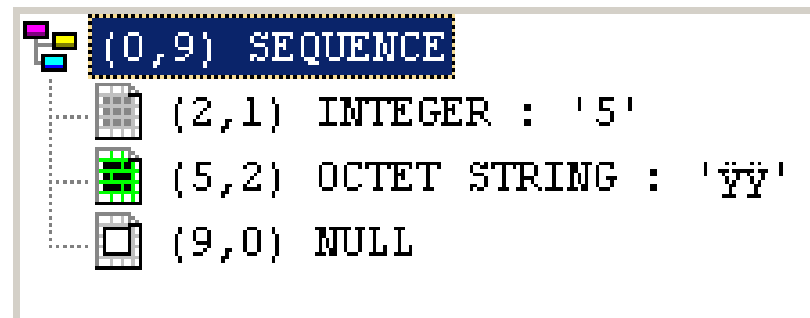 (0,9) SEQUENCE
(2,1) INTEGER : '5'
(5,2) OCTET STRING : 'ÿÿ'
(9,0) NULL